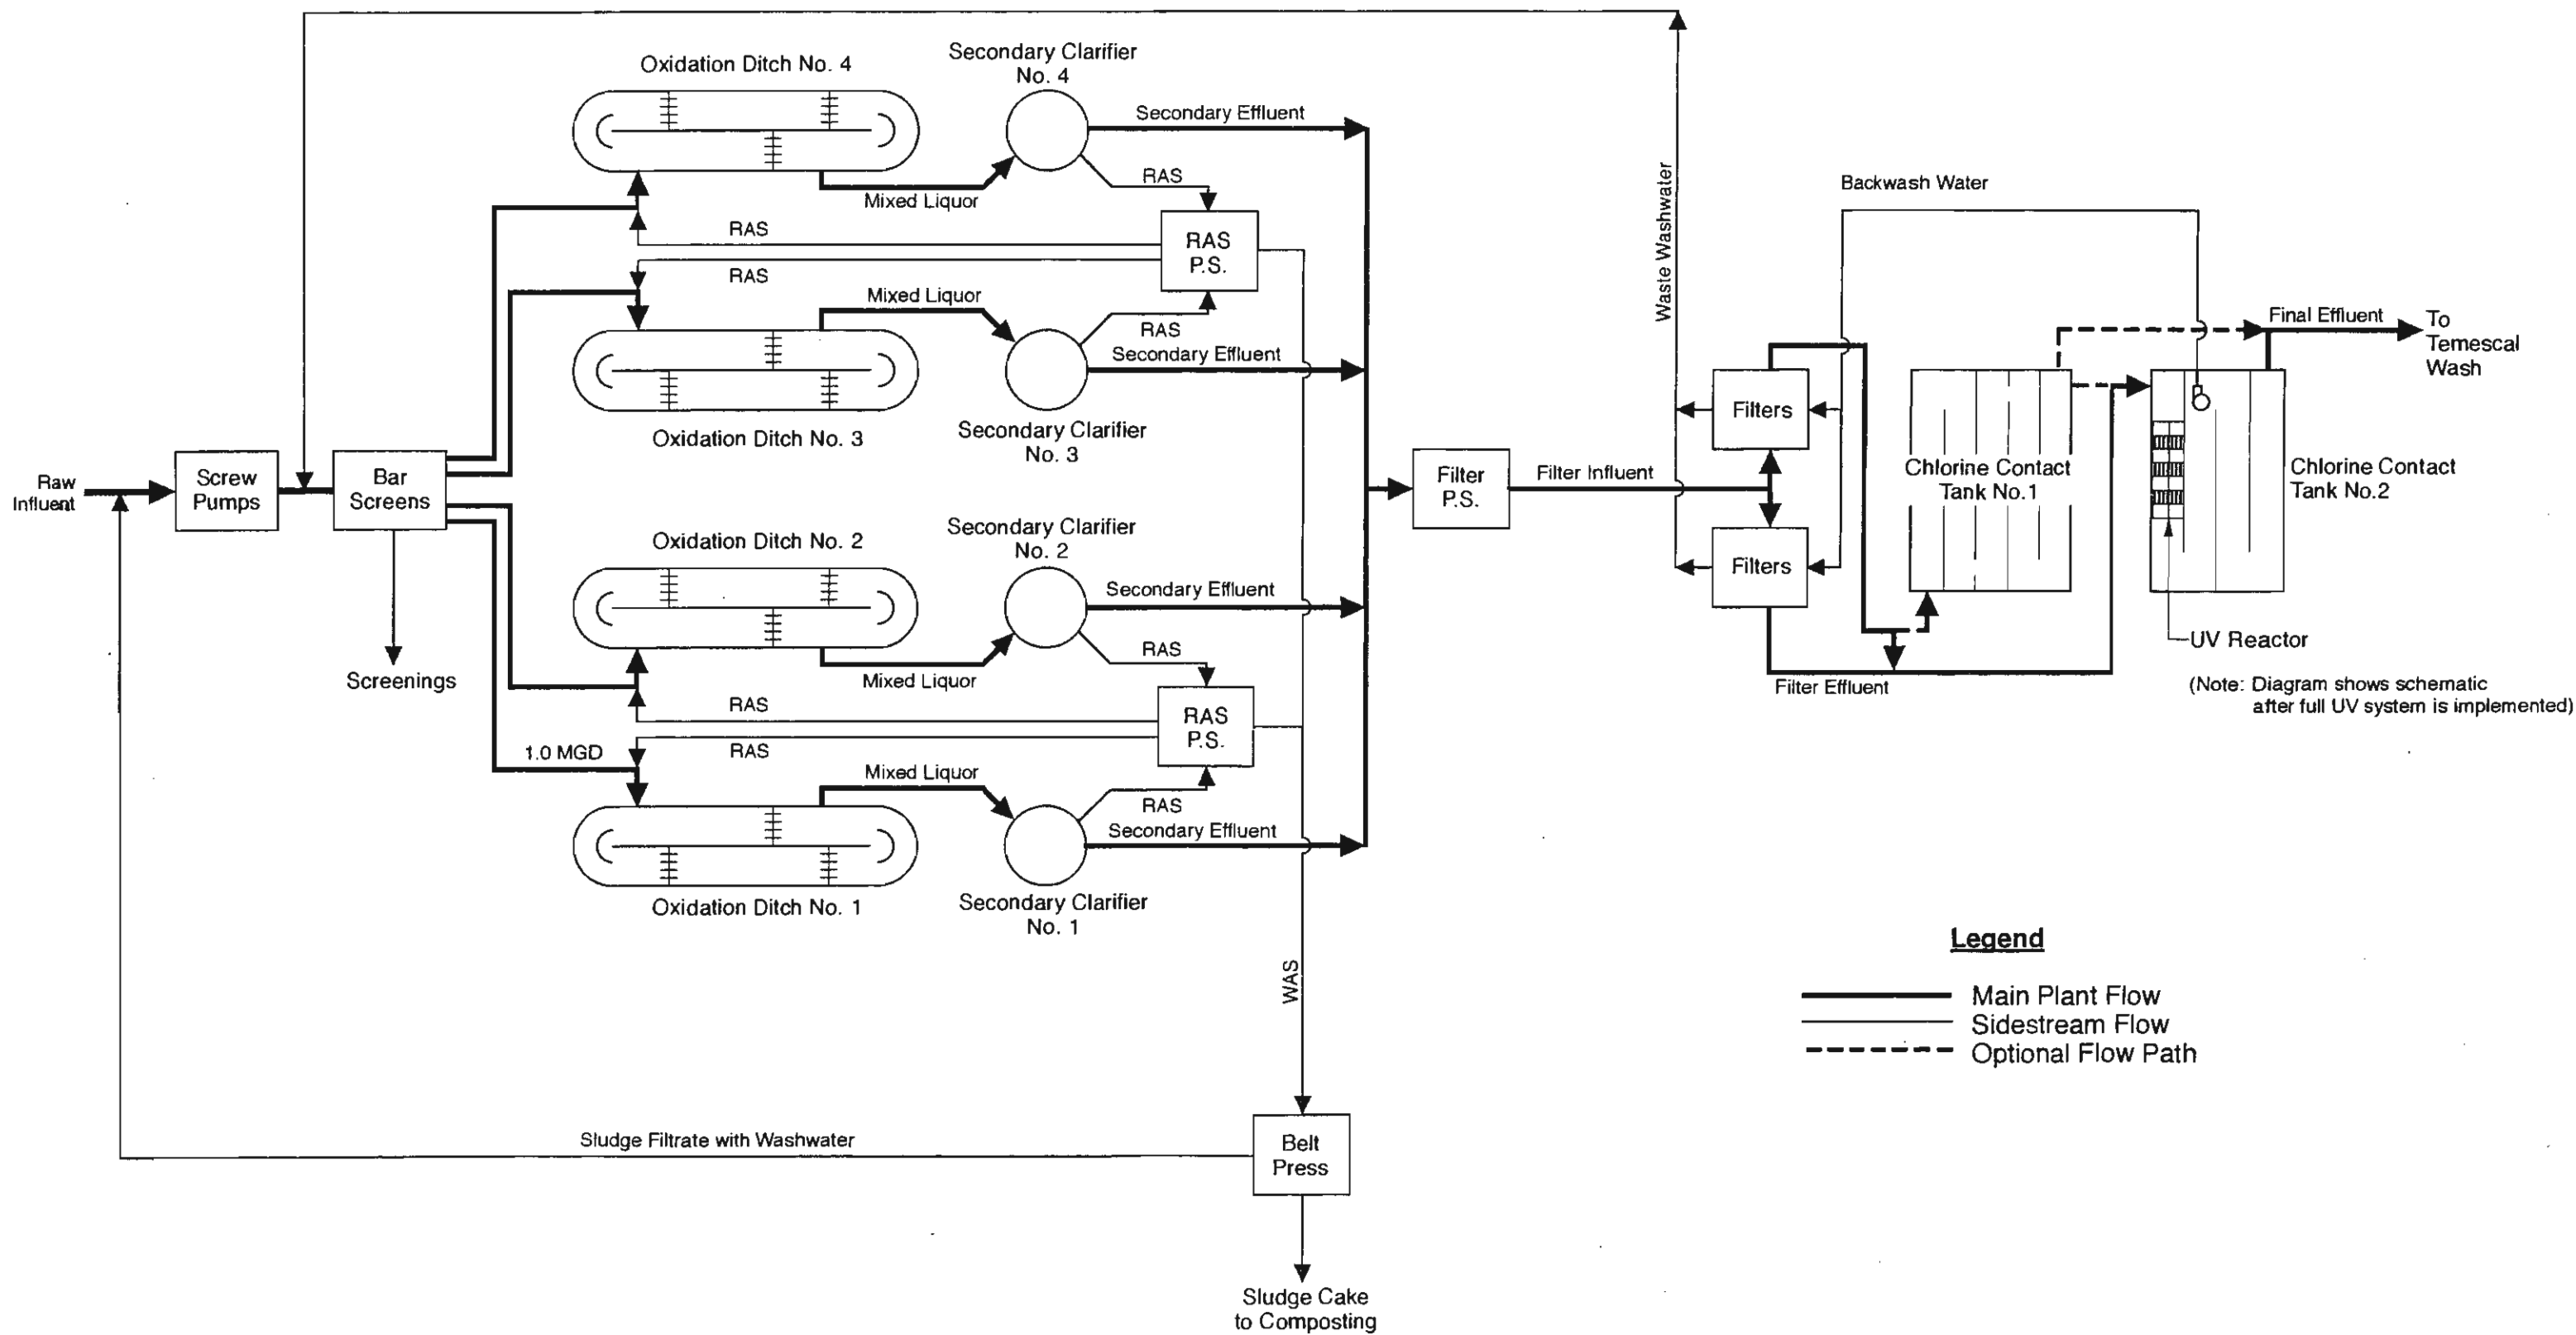 Oxidation Ditch No. 4
Secondary Clarifier
No. 4
Secondary Effluent
RAS
Mixed Liquor
RAS
RAS
P.S.
RAS
Mixed Liquor
RAS
Secondary Effluent
Oxidation Ditch No. 3
Secondary Clarifier
No. 3
Raw
Influent
Screw
Pumps
Bar
Screens
Screenings
Oxidation Ditch No. 2
Secondary Clarifier
No. 2
Secondary Effluent
RAS
Mixed Liquor
RAS
RAS
P.S.
RAS
1.0 MGD
Mixed Liquor
RAS
Secondary Effluent
Oxidation Ditch No. 1
Secondary Clarifier
No. 1
WAS
Sludge Filtrate with Washwater
Belt
Press
Sludge Cake
to Composting
Filter
P.S.
Filter Influent
Waste Washwater
Backwash Water
Filters
Filters
Filter Effluent
Chlorine Contact
Tank No.1
Final Effluent
To
Temescal
Wash
Chlorine Contact
Tank No.2
UV Reactor
(Note: Diagram shows schematic
after full UV system is implemented)
Legend
Main Plant Flow
Sidestream Flow
Optional Flow Path